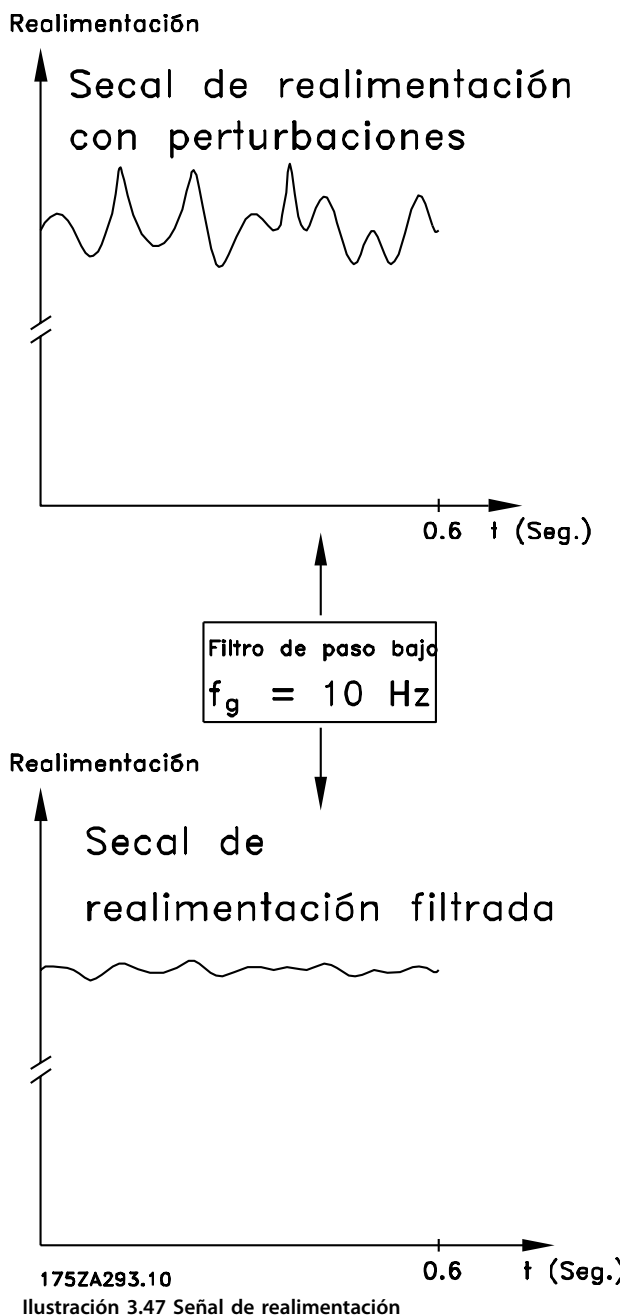 Realimentación
Secal de realimentación
con perturbaciones
0.6 t (Seg.)
Filtro de paso bajo
fg = 10 Hz
Realimentación
Secal de
realimentación filtrada
175ZA293.10
0.6 t (Seg.)
Ilustración 3.47 Señal de realimentación